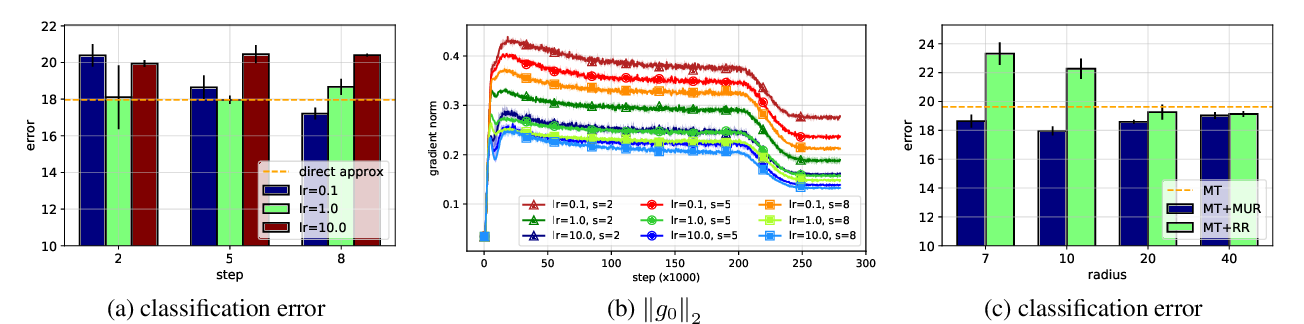 22
20
18
16
14
12
10
error
2
5
8
step
direct approx
lr=0.1
lr=1.0
lr=10.0
(a) classification error
0.4
0.3
0.2
0.1
gradient norm
0
50
100
150
200
250
300
step (x1000)
lr=0.1, s=2
lr=1.0, s=2
lr=10.0, s=2
lr=0.1, s=5
lr=1.0, s=5
lr=10.0, s=5
lr=0.1, s=8
lr=1.0, s=8
lr=10.0, s=8
(b) ‖g₀‖₂
24
22
20
18
16
14
12
10
error
7
10
20
40
radius
MT
MT+MUR
MT+RR
(c) classification error